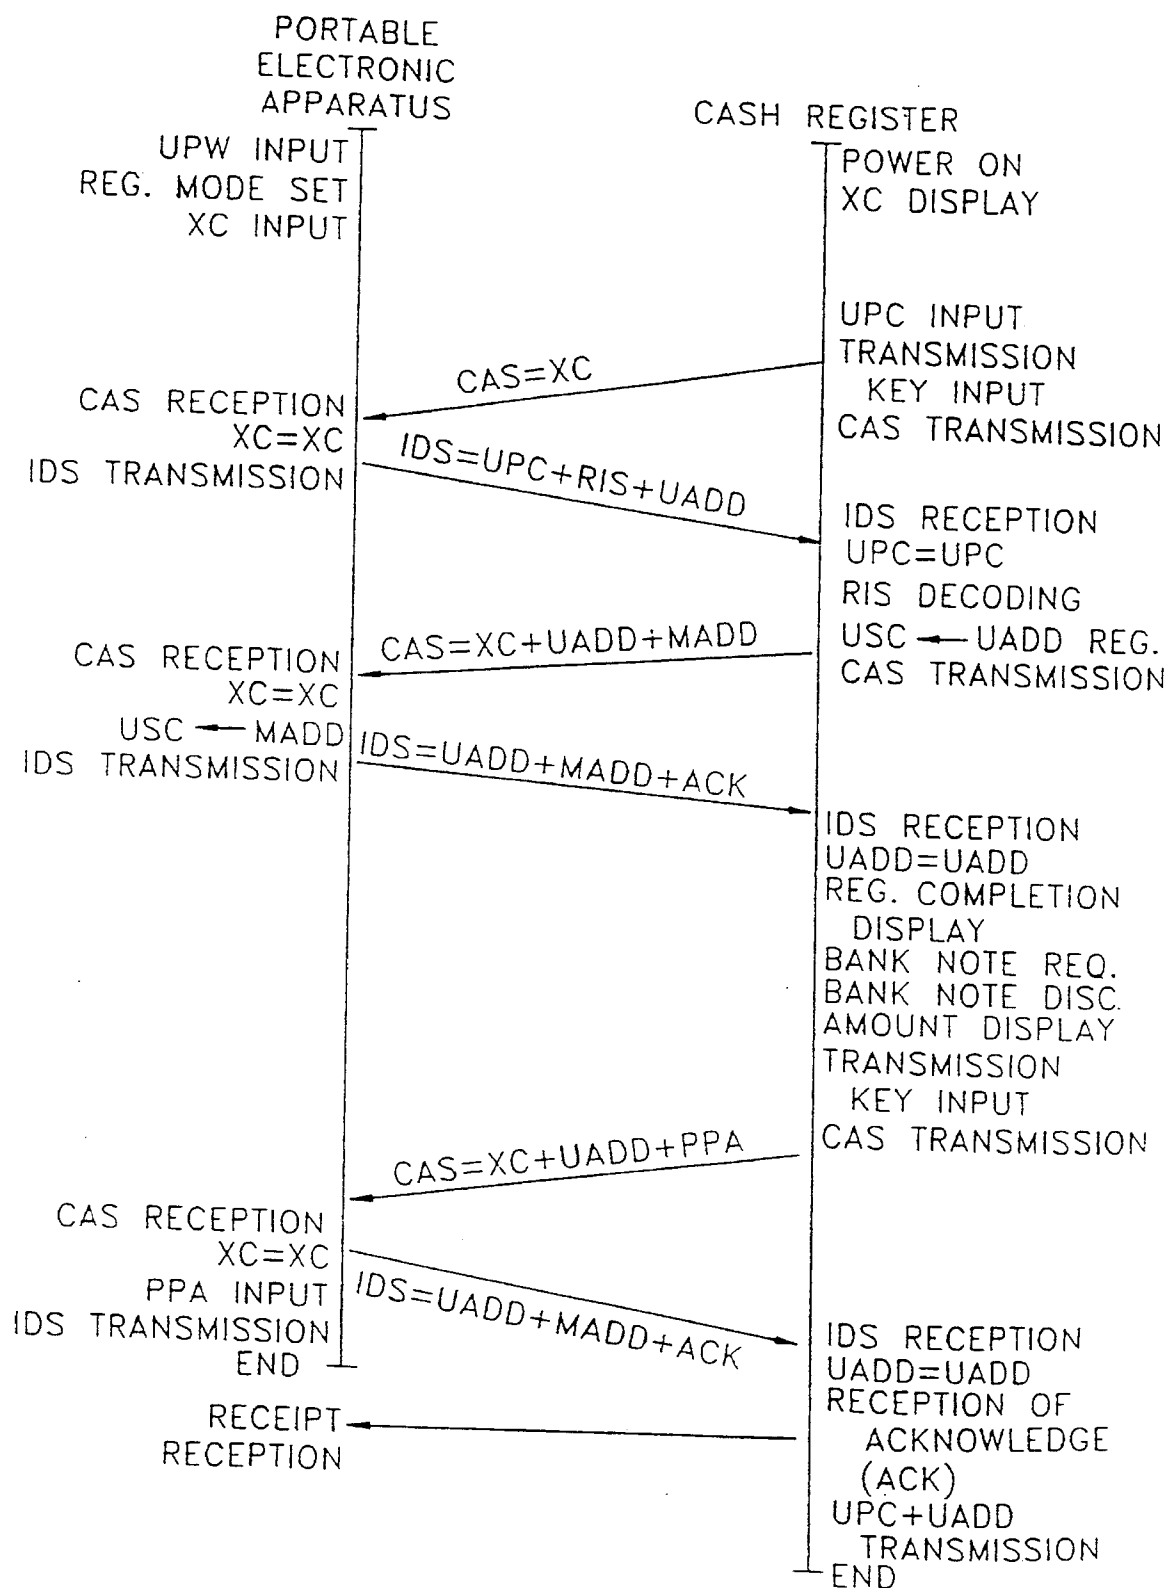 PORTABLE
ELECTRONIC
APPARATUS
CASH REGISTER
UPW INPUT
REG. MODE SET
XC INPUT
POWER ON
XC DISPLAY
UPC INPUT
TRANSMISSION
KEY INPUT
CAS TRANSMISSION
CAS=XC
CAS RECEPTION
XC=XC
IDS TRANSMISSION
IDS=UPC+RIS+UADD
IDS RECEPTION
UPC=UPC
RIS DECODING
USC ← UADD REG.
CAS TRANSMISSION
CAS=XC+UADD+MADD
CAS RECEPTION
XC=XC
USC ← MADD
IDS TRANSMISSION
IDS=UADD+MADD+ACK
IDS RECEPTION
UADD=UADD
REG. COMPLETION
DISPLAY
BANK NOTE REQ.
BANK NOTE DISC.
AMOUNT DISPLAY
TRANSMISSION
KEY INPUT
CAS TRANSMISSION
CAS=XC+UADD+PPA
CAS RECEPTION
XC=XC
PPA INPUT
IDS TRANSMISSION
END
IDS=UADD+MADD+ACK
IDS RECEPTION
UADD=UADD
RECEPTION OF
ACKNOWLEDGE
(ACK)
UPC+UADD
TRANSMISSION
END
RECEIPT
RECEPTION